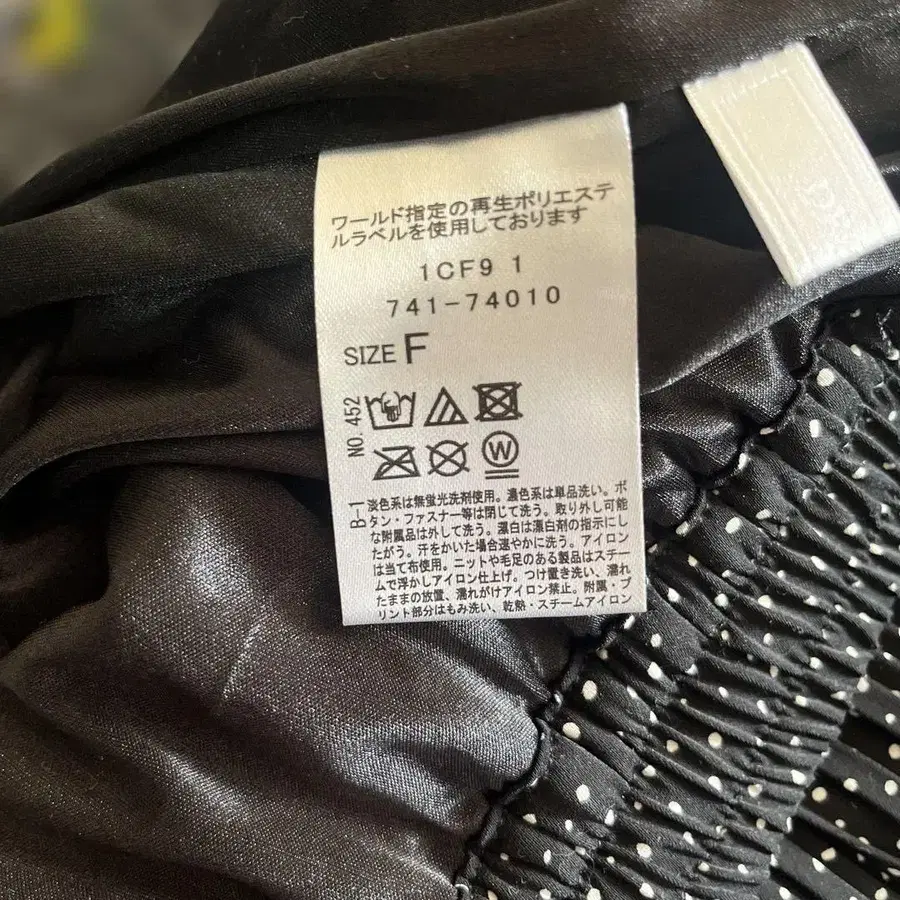 ワールド指定の再生ポリエステ
ルラベルを使用しております
1CF9 1
741-74010
SIZE F
NO. 452
W
B-1
淡色系は無蛍光洗剤使用。濃色系は単品洗い。ボ
タン・ファスナー等は閉じて洗う。取り外し可能
な附属品は外して洗う。漂白は漂白剤の指示にし
たがう。汗をかいた場合速やかに洗う。アイロン
は当て布使用。ニットや毛足のある製品はスチー
ムで浮かしアイロン仕上げ。つけ置き洗い、濡れ
たままの放置、濡れがけアイロン禁止。附属・プ
リント部分はもみ洗い、乾熱・スチームアイロン